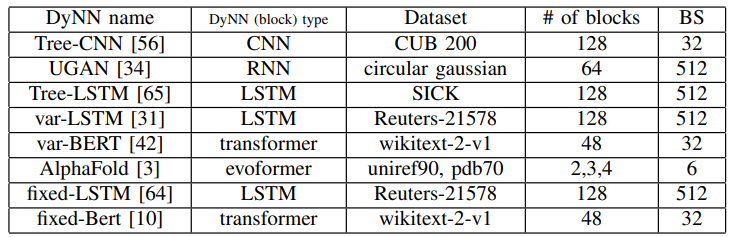 DyNN name DyNN (block) type Dataset # of blocks BS
Tree-CNN [56] CNN CUB 200 128 32
UGAN [34] RNN circular gaussian 64 512
Tree-LSTM [65] LSTM SICK 128 512
var-LSTM [31] LSTM Reuters-21578 128 512
var-BERT [42] transformer wikitext-2-v1 48 32
AlphaFold [3] evoformer uniref90, pdb70 2,3,4 6
fixed-LSTM [64] LSTM Reuters-21578 128 512
fixed-Bert [10] transformer wikitext-2-v1 48 32